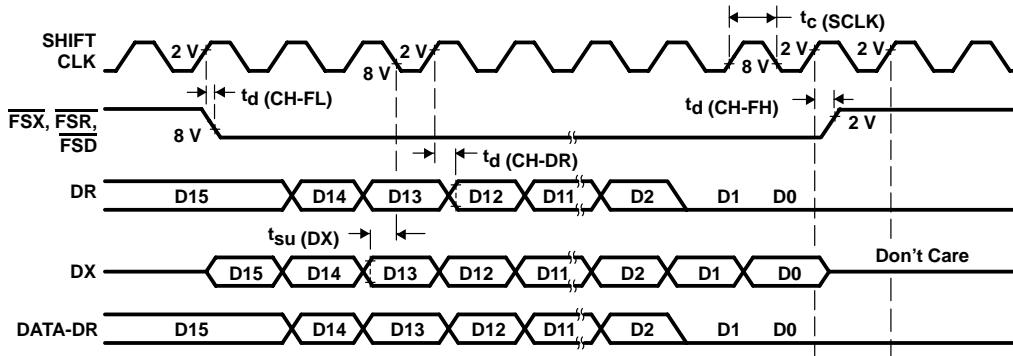 SHIFT CLK 2 V 8 V 2 V 8 V 2 V 2 V
tc (SCLK)
td (CH-FL)
td (CH-FH)
FSX, FSR, FSD 8 V 2 V
td (CH-DR)
DR D15 D14 D13 D12 D11 D2 D1 D0
tsu (DX)
DX D15 D14 D13 D12 D11 D2 D1 D0 Don't Care
DATA-DR D15 D14 D13 D12 D11 D2 D1 D0